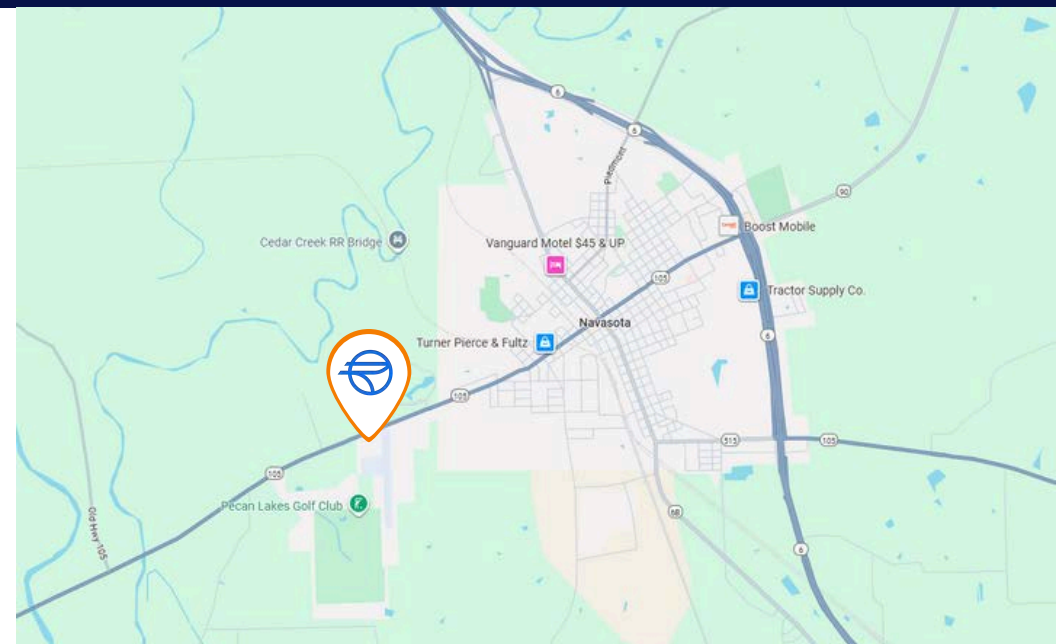 6
6
Piedmont
90
Boost Mobile
Cedar Creek RR Bridge
Vanguard Motel $45 & UP
105
Tractor Supply Co.
Navasota
6
Turner Pierce & Fultz
105
515
105
105
Pecan Lakes Golf Club
6B
Old Hwy 105
6